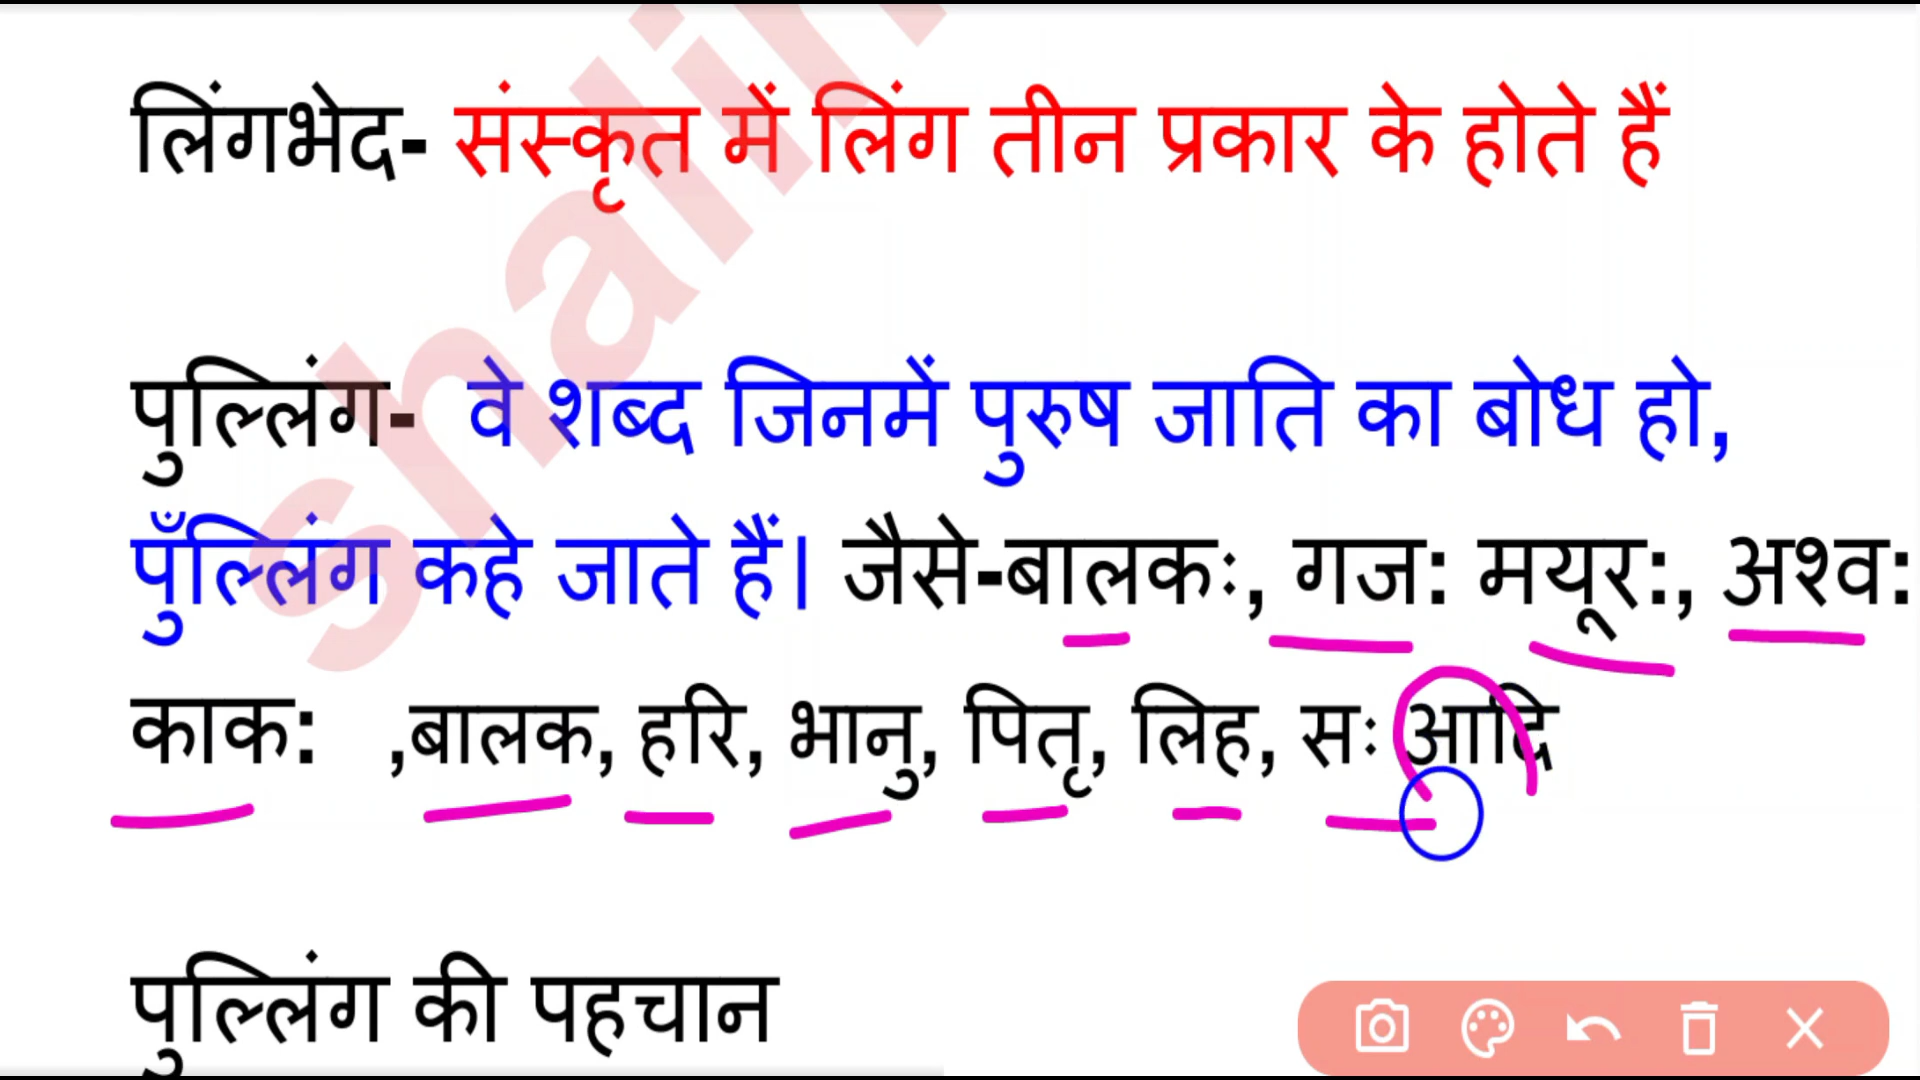 लिंगभेद- संस्कृत में लिंग तीन प्रकार के होते हैं
पुल्लिंग- वे शब्द जिनमें पुरुष जाति का बोध हो,
पुँल्लिंग कहे जाते हैं। जैसे-बालकः, गज: मयूर:, अश्व:
काक: ,बालक, हरि, भानु, पितृ, लिह, सः आदि
पुल्लिंग की पहचान